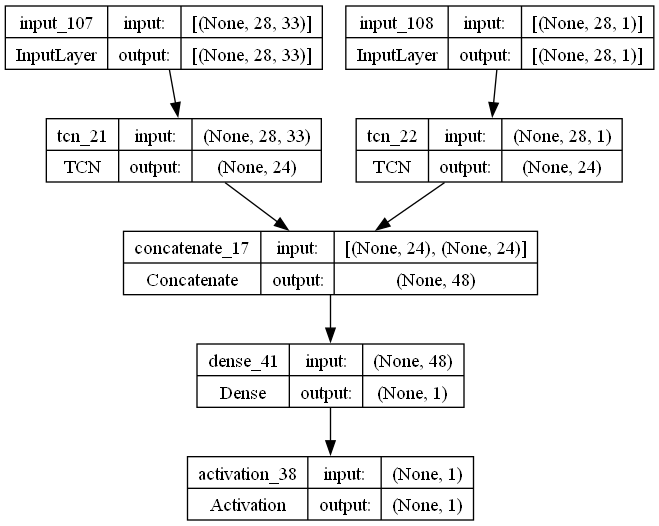 input_107 input: [(None, 28, 33)]
InputLayer output: [(None, 28, 33)]
input_108 input: [(None, 28, 1)]
InputLayer output: [(None, 28, 1)]
tcn_21 input: (None, 28, 33)
TCN output: (None, 24)
tcn_22 input: (None, 28, 1)
TCN output: (None, 24)
concatenate_17 input: [(None, 24), (None, 24)]
Concatenate output: (None, 48)
dense_41 input: (None, 48)
Dense output: (None, 1)
activation_38 input: (None, 1)
Activation output: (None, 1)